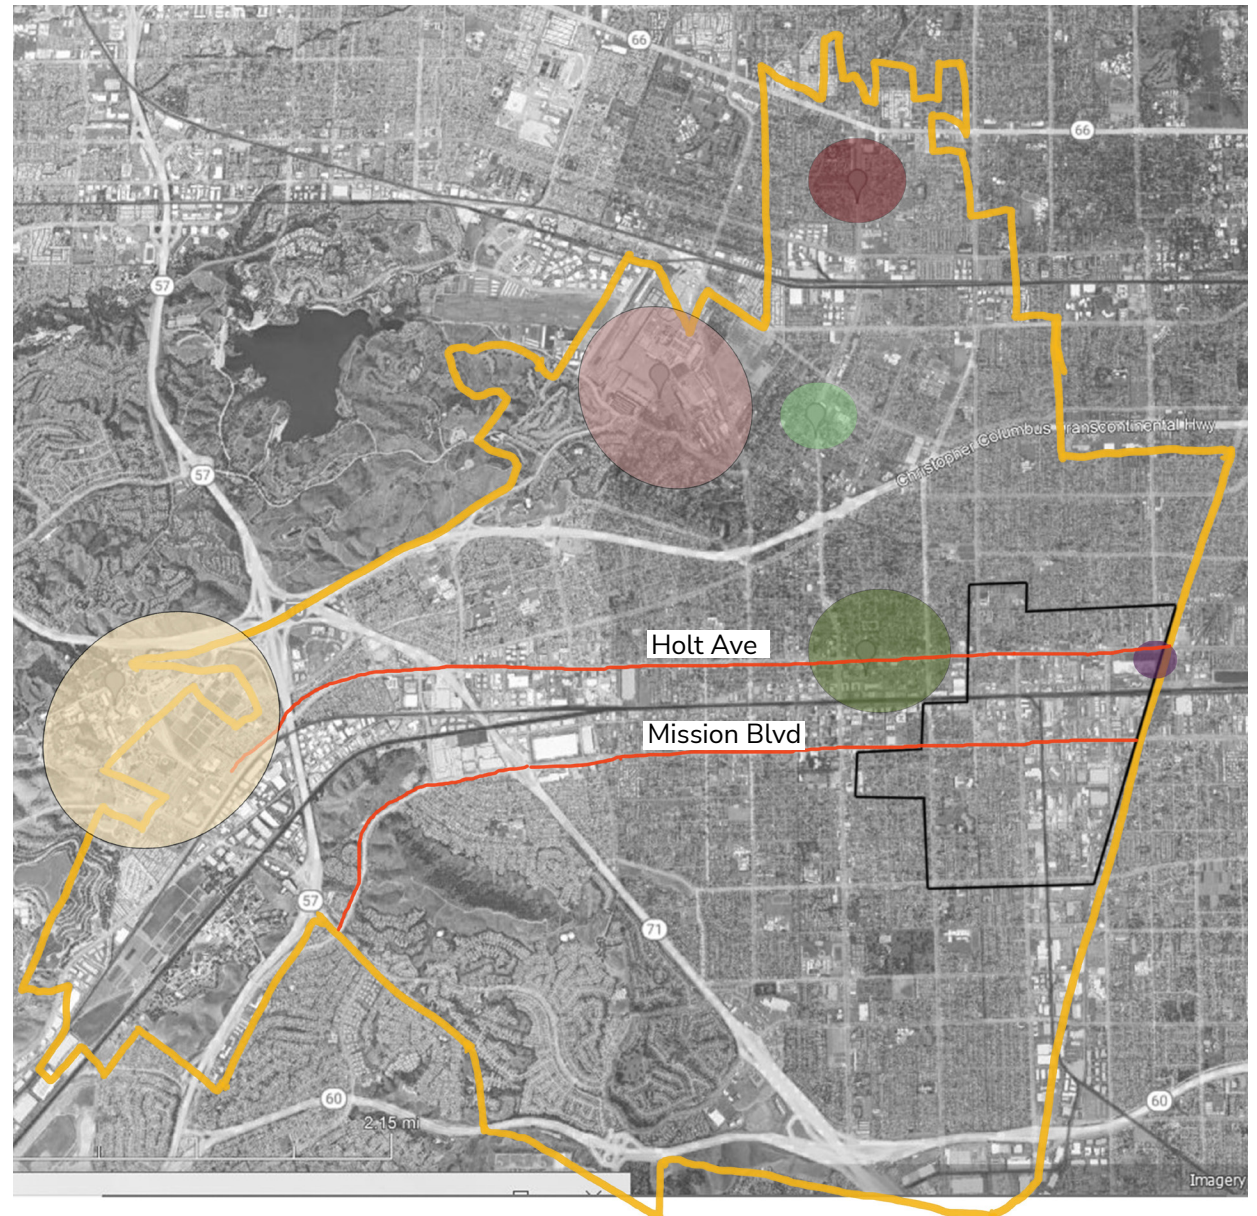 66
66
57
Christopher Columbus Transcontinental Hwy
57
Holt Ave
Mission Blvd
57
71
60
60
2.15 mi
Imagery